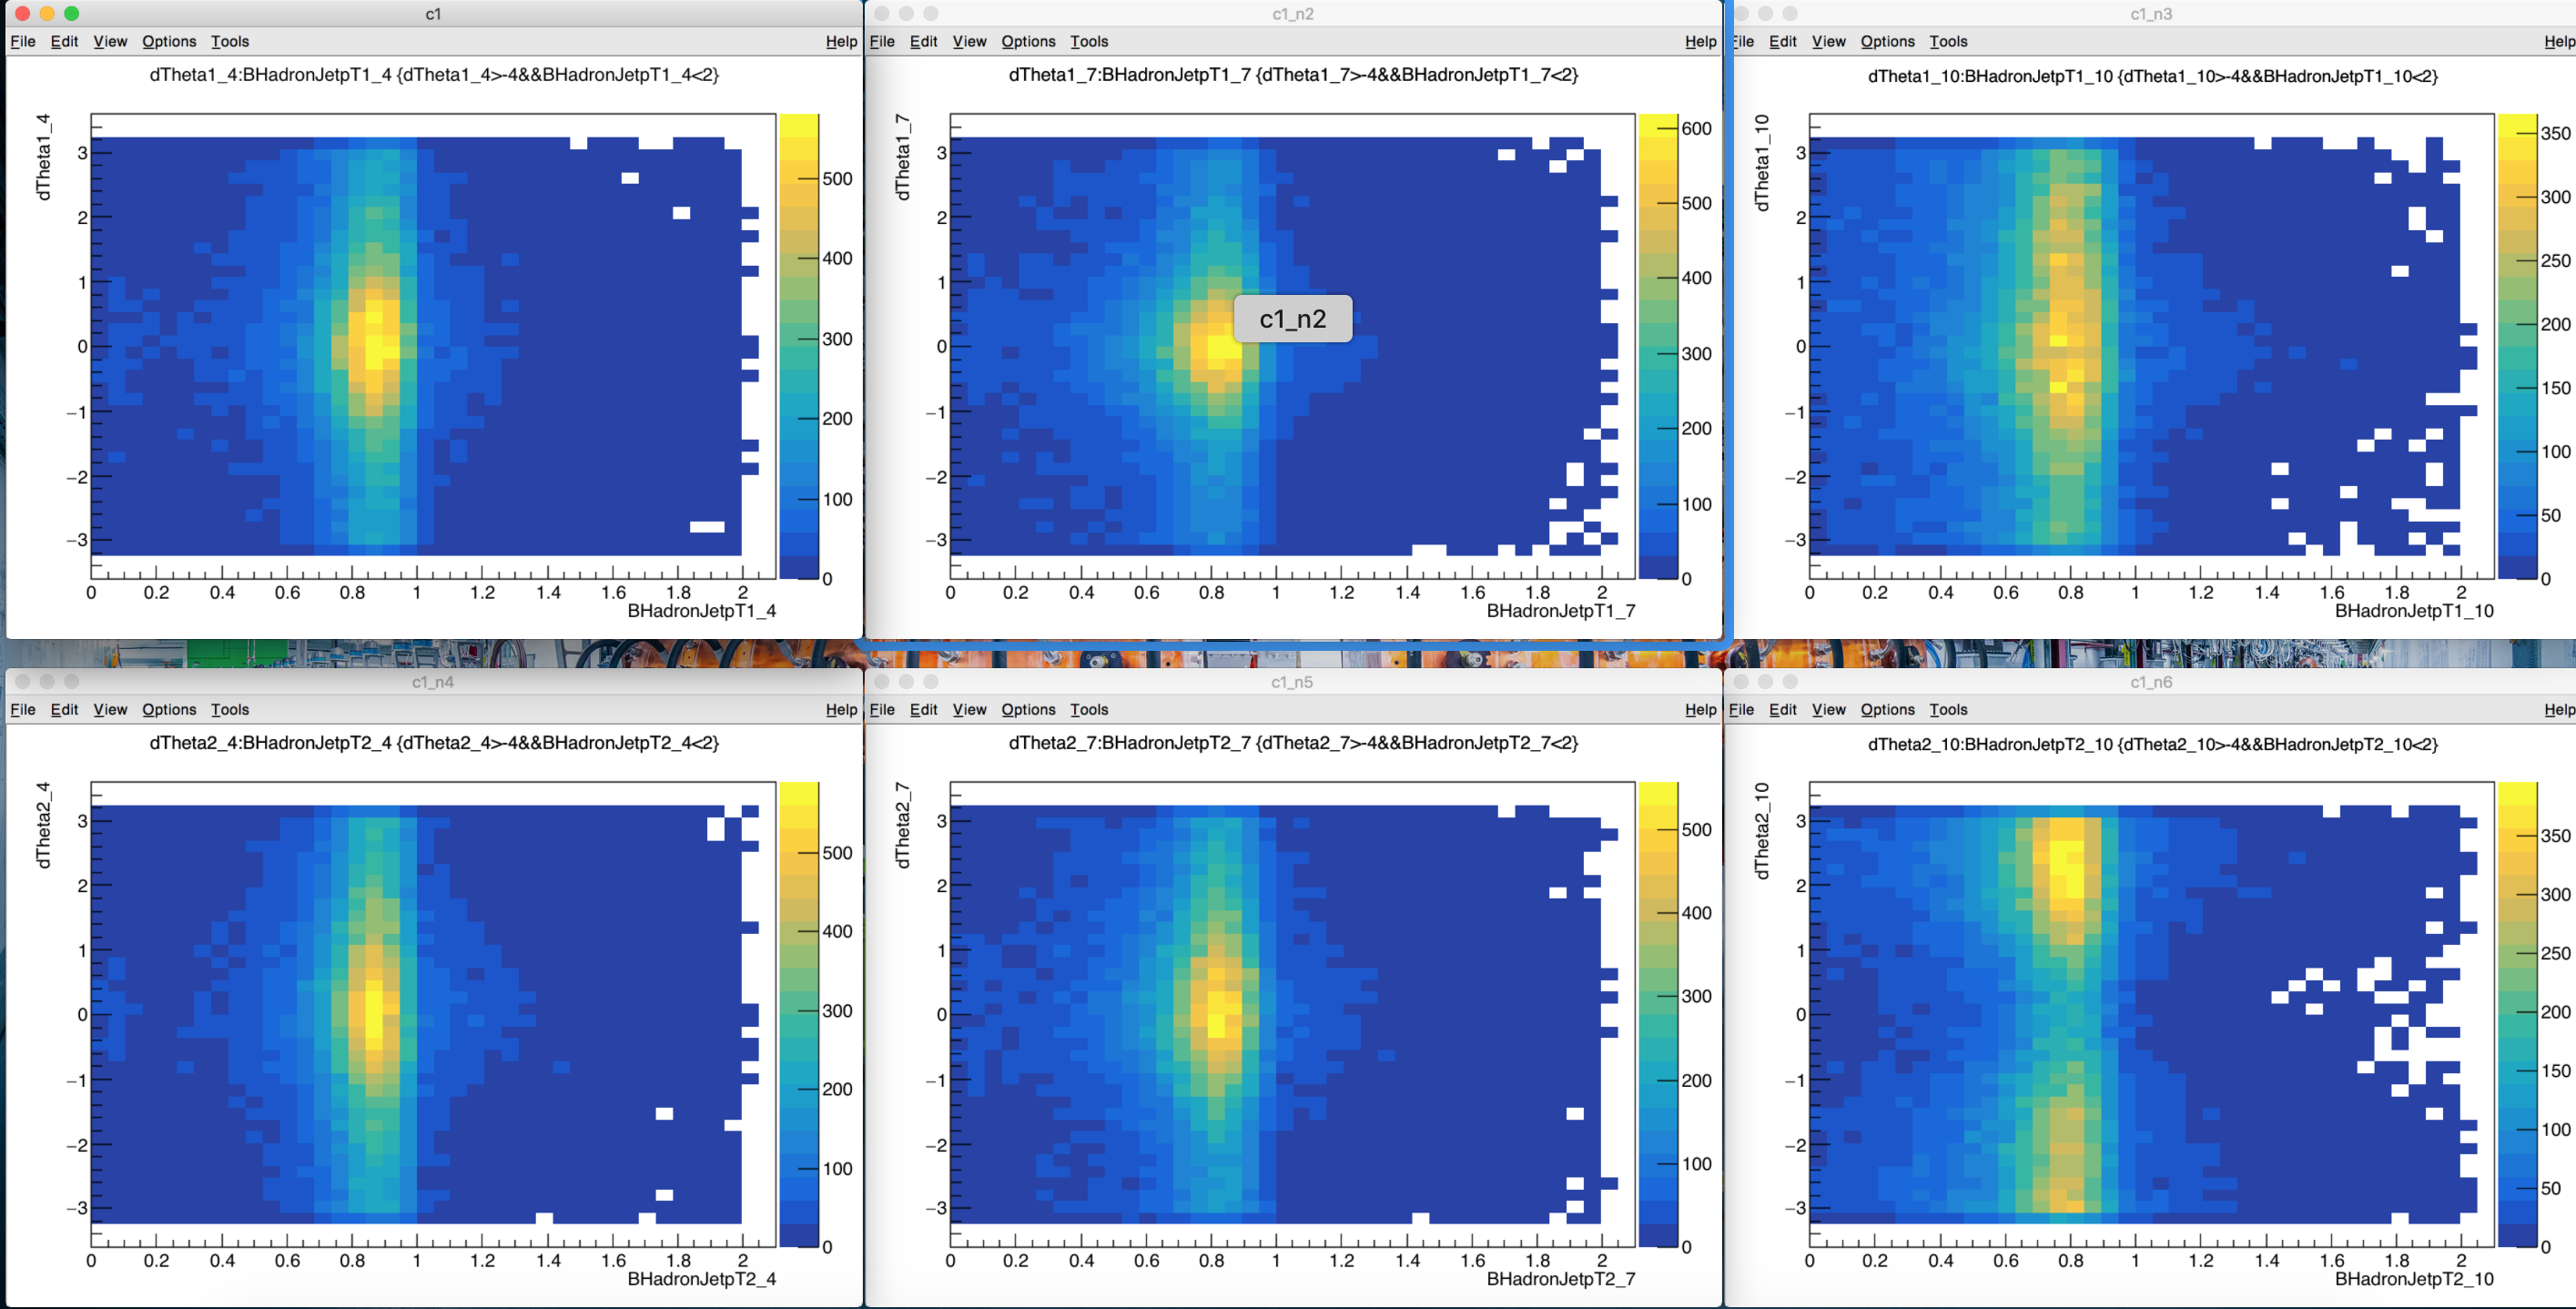 c1
File Edit View Options Tools Help
dTheta1_4:BHadronJetpT1_4 {dTheta1_4>-4&&BHadronJetpT1_4<2}
dTheta1_4
3
2
1
0
−1
−2
−3
0 0.2 0.4 0.6 0.8 1 1.2 1.4 1.6 1.8 2
BHadronJetpT1_4
500
400
300
200
100
0
c1_n2
File Edit View Options Tools Help
dTheta1_7:BHadronJetpT1_7 {dTheta1_7>-4&&BHadronJetpT1_7<2}
dTheta1_7
3
2
1
0
−1
−2
−3
c1_n2
0 0.2 0.4 0.6 0.8 1 1.2 1.4 1.6 1.8 2
BHadronJetpT1_7
600
500
400
300
200
100
0
c1_n3
File Edit View Options Tools Help
dTheta1_10:BHadronJetpT1_10 {dTheta1_10>-4&&BHadronJetpT1_10<2}
dTheta1_10
3
2
1
0
−1
−2
−3
0 0.2 0.4 0.6 0.8 1 1.2 1.4 1.6 1.8 2
BHadronJetpT1_10
350
300
250
200
150
100
50
0
c1_n4
File Edit View Options Tools Help
dTheta2_4:BHadronJetpT2_4 {dTheta2_4>-4&&BHadronJetpT2_4<2}
dTheta2_4
3
2
1
0
−1
−2
−3
0 0.2 0.4 0.6 0.8 1 1.2 1.4 1.6 1.8 2
BHadronJetpT2_4
500
400
300
200
100
0
c1_n5
File Edit View Options Tools Help
dTheta2_7:BHadronJetpT2_7 {dTheta2_7>-4&&BHadronJetpT2_7<2}
dTheta2_7
3
2
1
0
−1
−2
−3
0 0.2 0.4 0.6 0.8 1 1.2 1.4 1.6 1.8 2
BHadronJetpT2_7
500
400
300
200
100
0
c1_n6
File Edit View Options Tools Help
dTheta2_10:BHadronJetpT2_10 {dTheta2_10>-4&&BHadronJetpT2_10<2}
dTheta2_10
3
2
1
0
−1
−2
−3
0 0.2 0.4 0.6 0.8 1 1.2 1.4 1.6 1.8 2
BHadronJetpT2_10
350
300
250
200
150
100
50
0